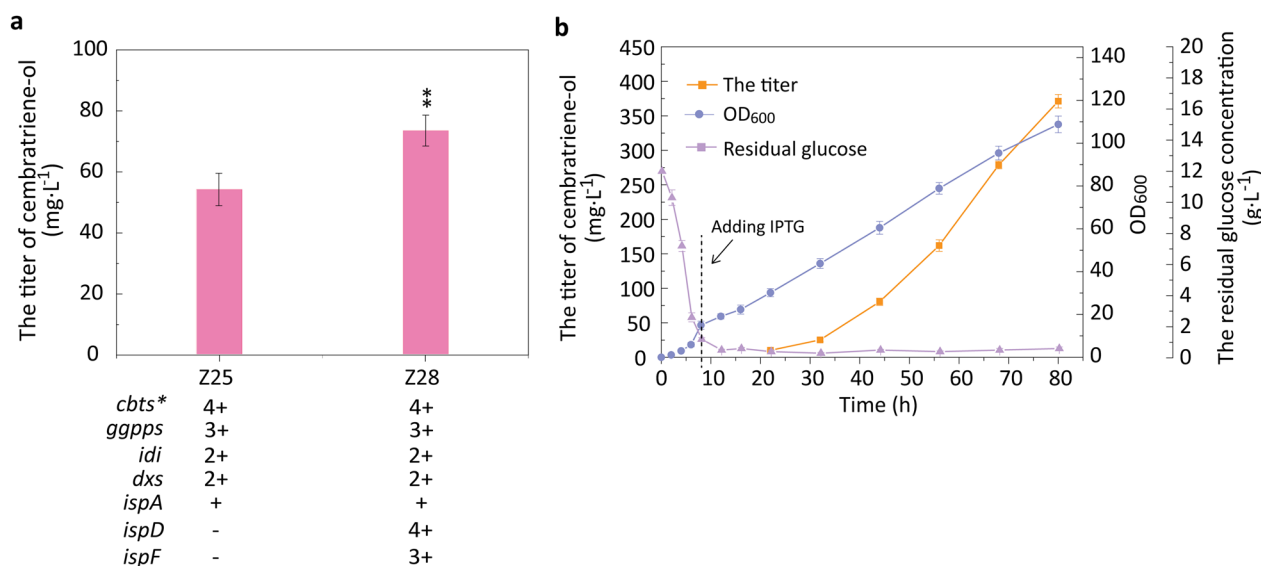 a
The titer of cembratriene-ol
(mg·L-1)
100
80
60
40
20
0
**
Z25 Z28
cbts* 4+ 4+
ggpps 3+ 3+
idi 2+ 2+
dxs 2+ 2+
ispA + +
ispD - 4+
ispF - 3+
b
The titer of cembratriene-ol
(mg·L-1)
450
400
350
300
250
200
150
100
50
0
The titer
OD600
Residual glucose
Adding IPTG
0 10 20 30 40 50 60 70 80
Time (h)
140
120
100
80
60
40
20
0
OD600
20
18
16
14
12
10
8
6
4
2
0
The residual glucose concentration
(g·L-1)